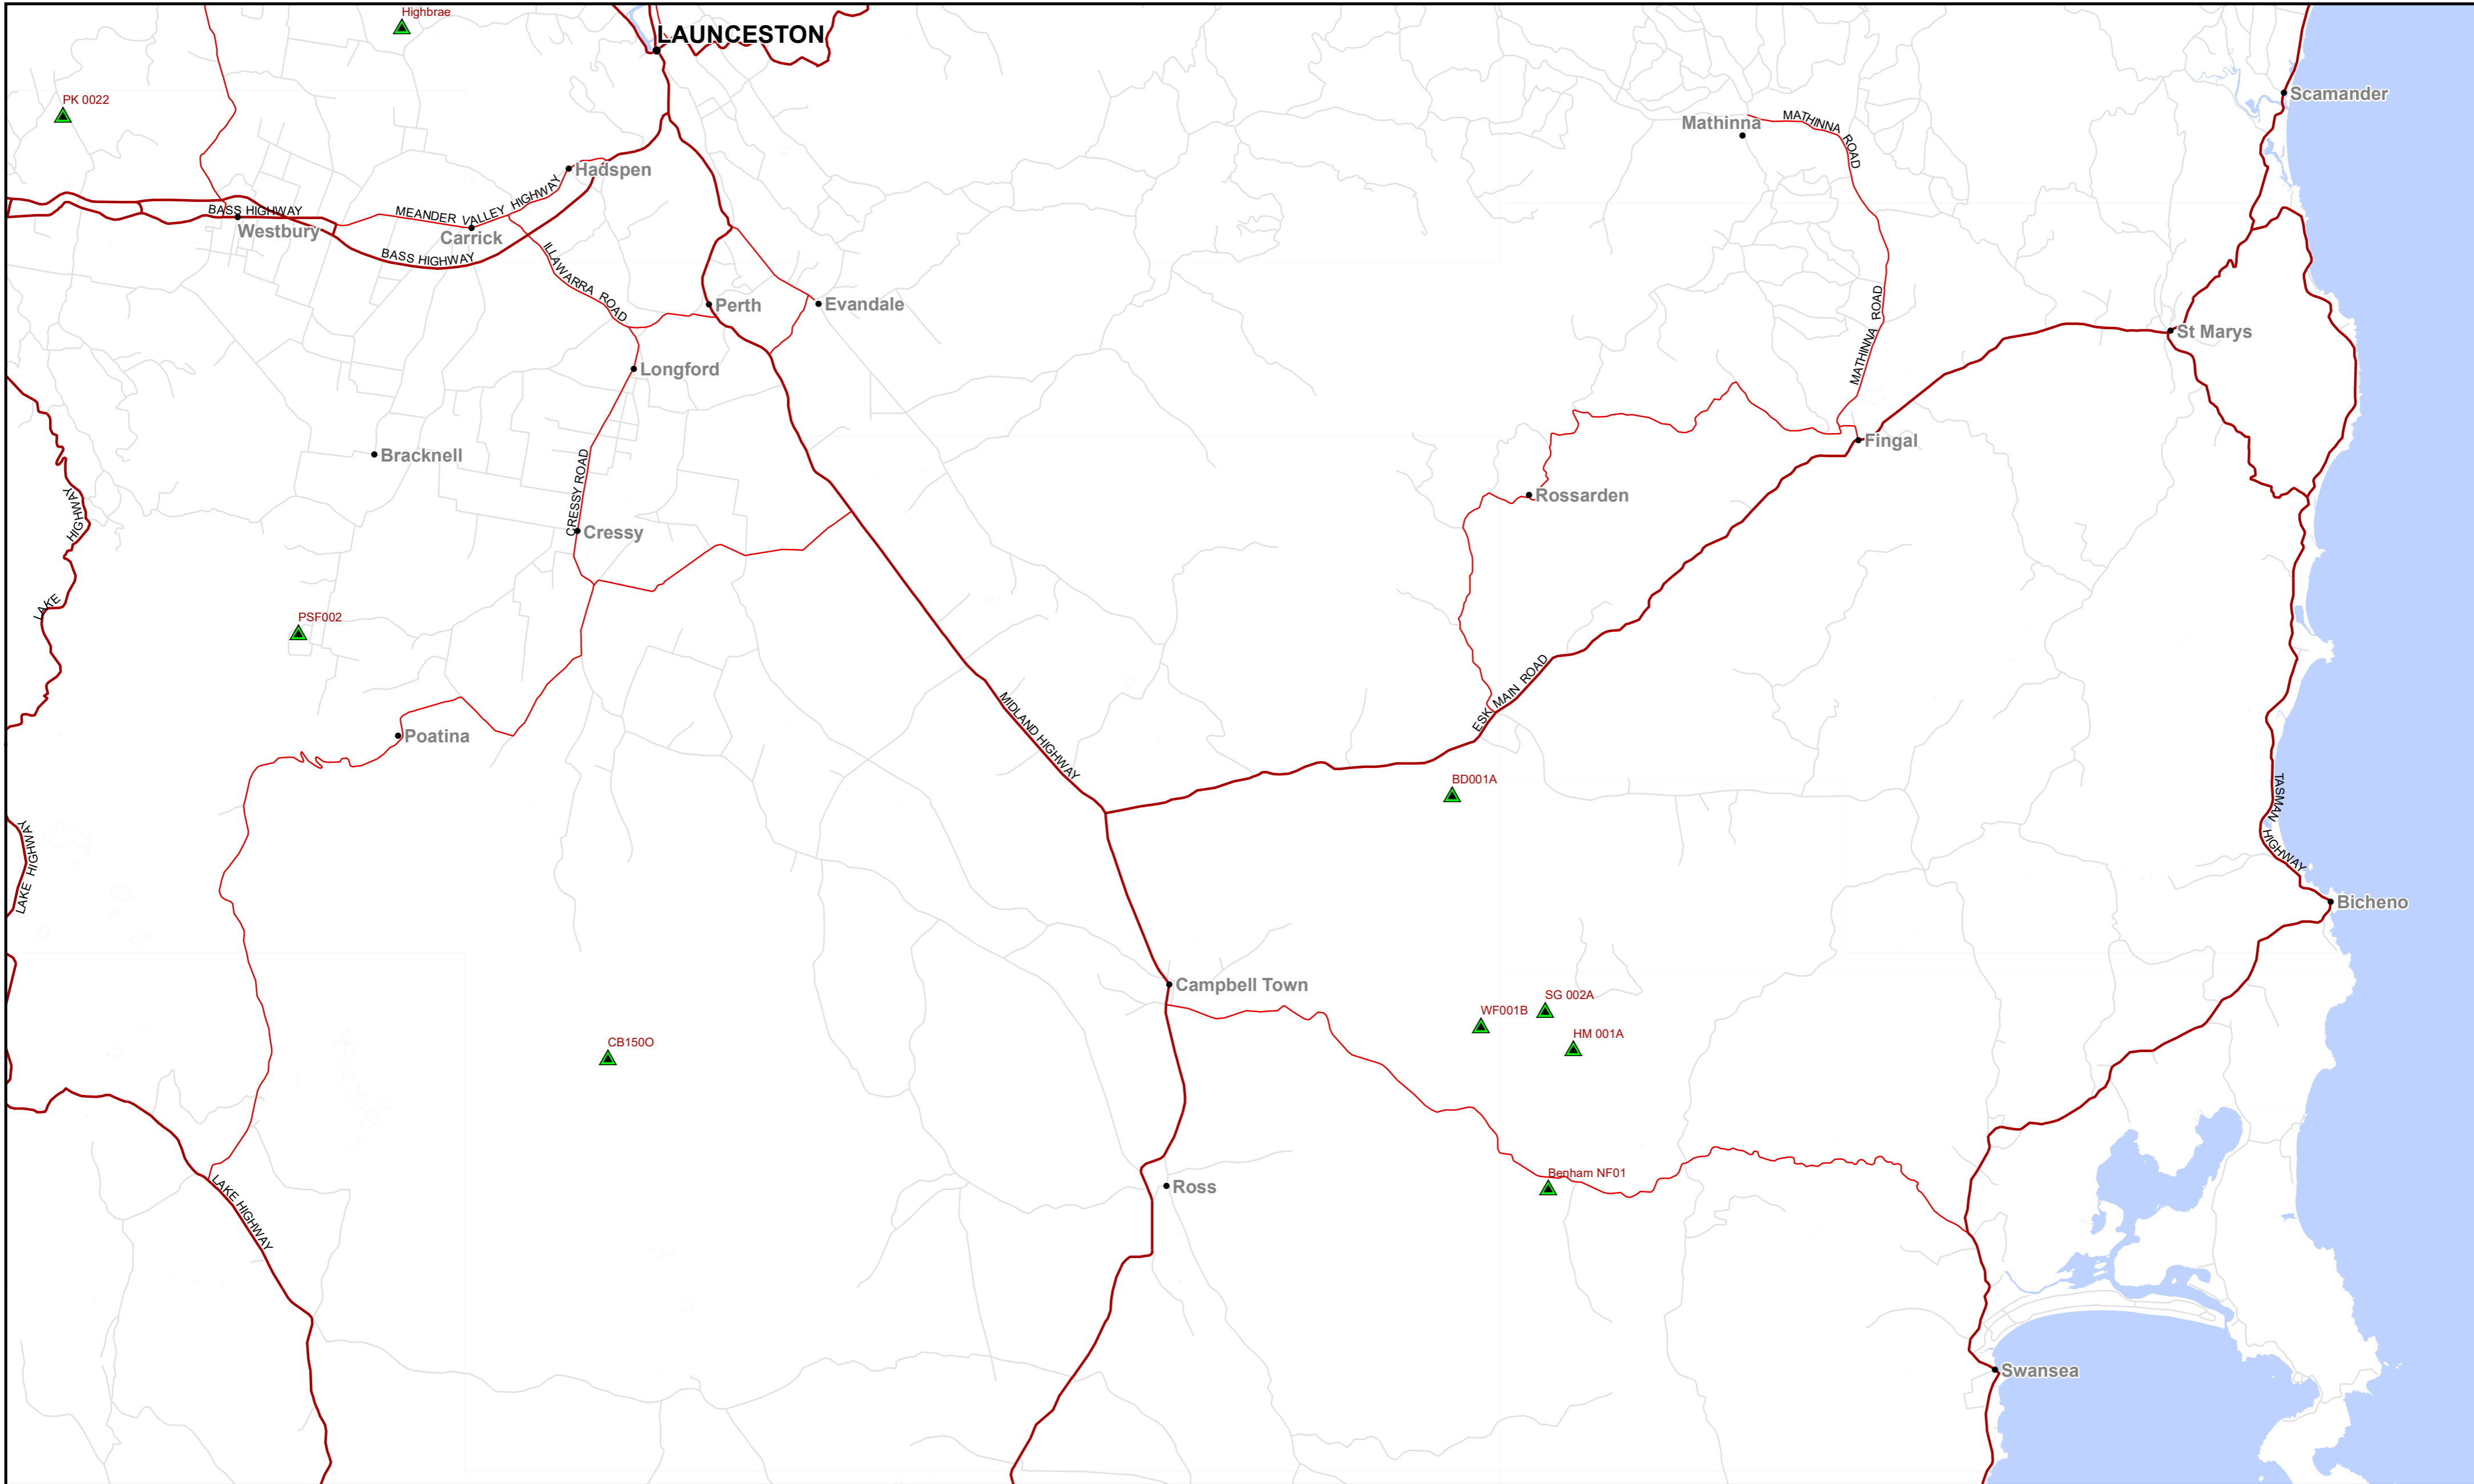 Highbrae
LAUNCESTON
Scamander
PK 0022
MATHINNA ROAD
Mathinna
Hadspen
BASS HIGHWAY
MEANDER VALLEY HIGHWAY
Westbury
Carrick
BASS HIGHWAY
ILLAWARRA ROAD
Perth
Evandale
MATHINNA ROAD
St Marys
Longford
Fingal
Bracknell
CRESSY ROAD
Rossarden
LAKE HIGHWAY
Cressy
PSF002
ESK MAIN ROAD
MIDLAND HIGHWAY
Poatina
BD001A
TASMAN HIGHWAY
LAKE HIGHWAY
Bicheno
Campbell Town
SG 002A
WF001B
HM 001A
CB150O
Benham NF01
Ross
LAKE HIGHWAY
Swansea